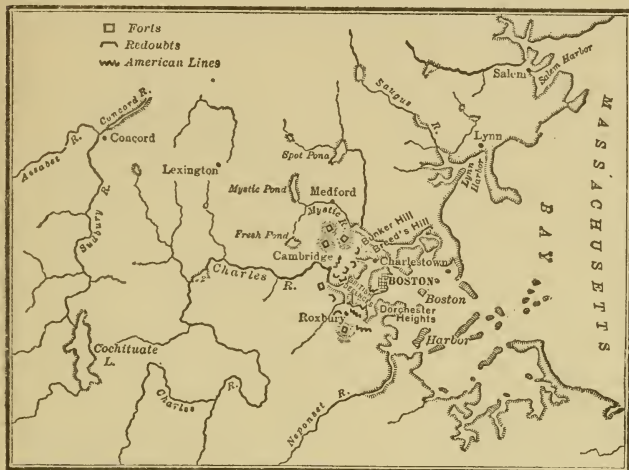 Forts
Redoubts
American Lines
Salem
Salem Harbor
MASSACHUSETTS
BAY
Concord R.
Concord
Assabet R.
Sudbury R.
Lexington
Saugus R.
Lynn
Lynn Harbor
Spot Pond
Mystic Pond
Medford
Mystic R.
Fresh Pond
Bunker Hill
Breed's Hill
Cambridge
Charlestown
Charles R.
BOSTON
Boston
Harbor
Roxbury
Dorchester
Heights
Cochituate
L.
Charles R.
Neponset R.